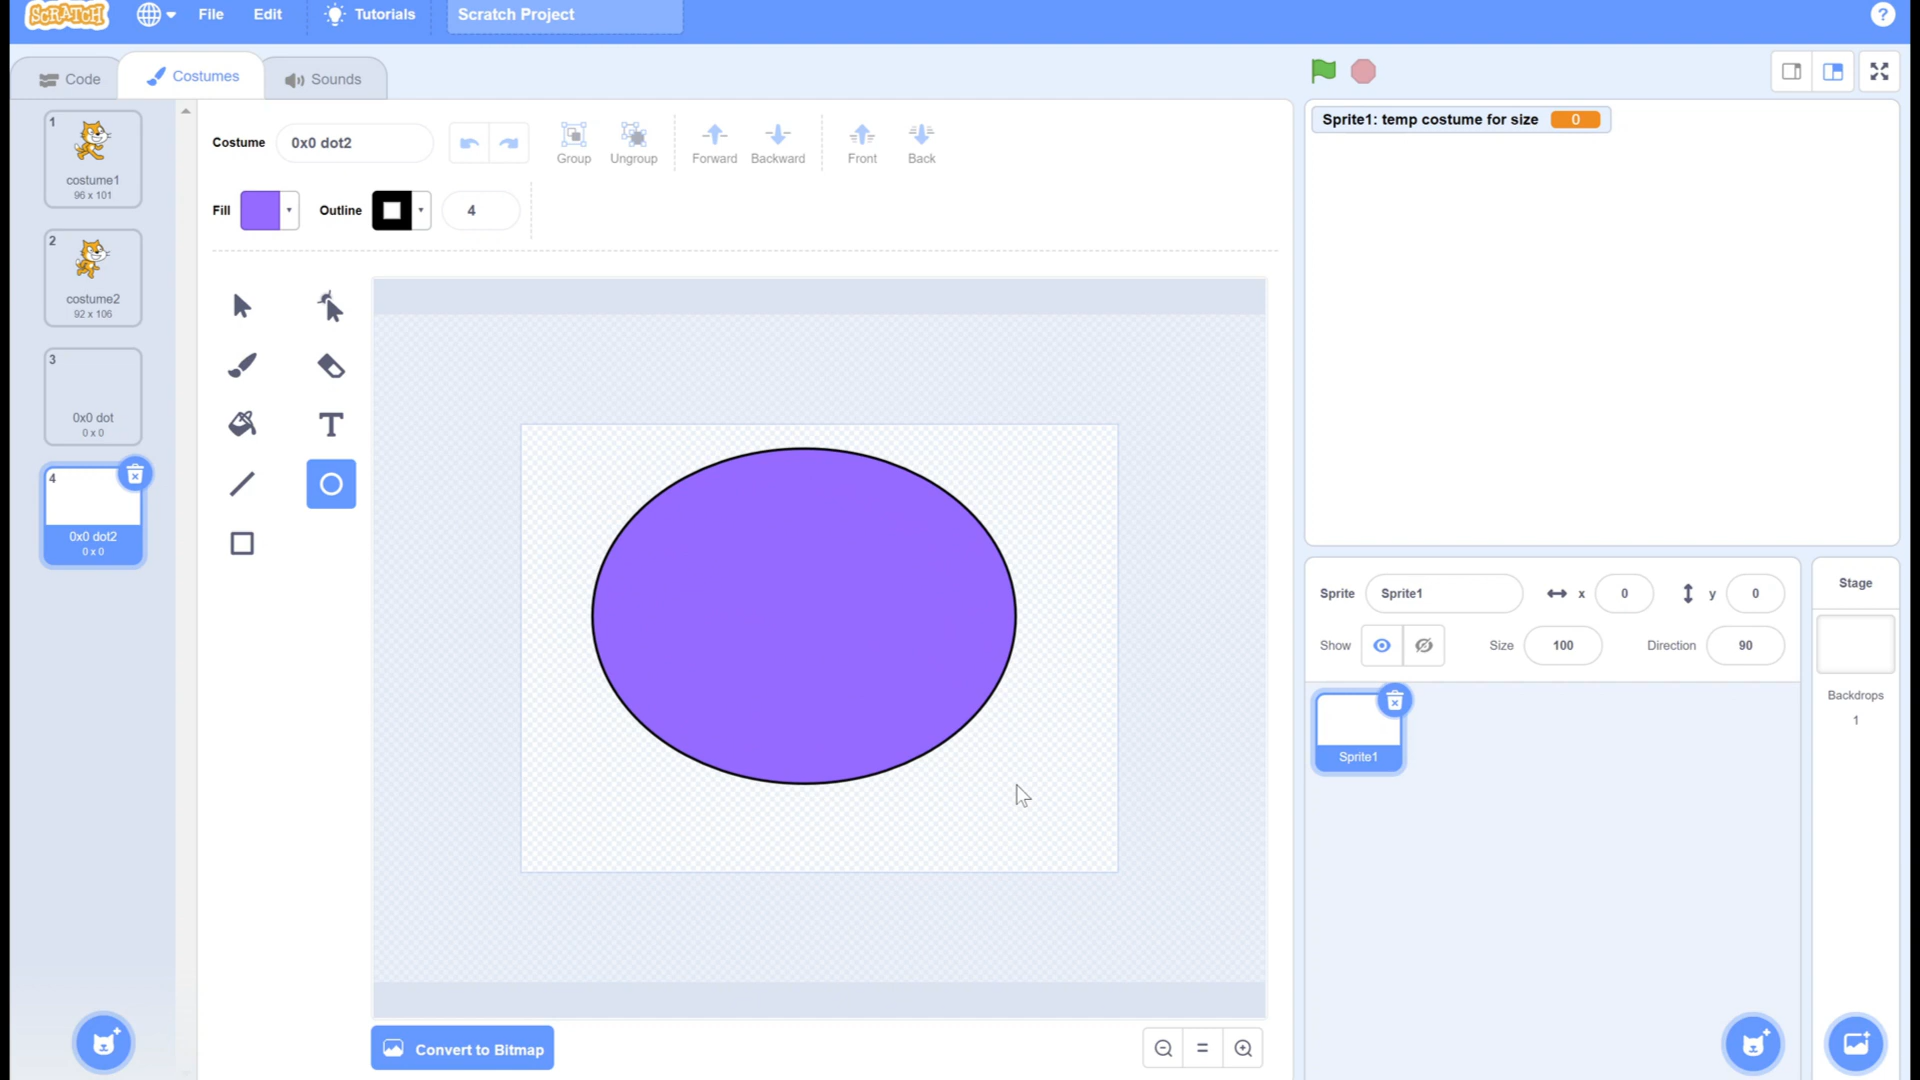 SCRATCH File Edit Tutorials Scratch Project ?
Code Costumes Sounds
1
costume1
96 x 101
2
costume2
92 x 106
3
0x0 dot
0 x 0
4
0x0 dot2
0 x 0
Costume 0x0 dot2 Group Ungroup Forward Backward Front Back
Fill Outline 4
T
Convert to Bitmap
Sprite1: temp costume for size 0
Sprite Sprite1 x 0 y 0
Show Size 100 Direction 90
Sprite1
Stage
Backdrops
1